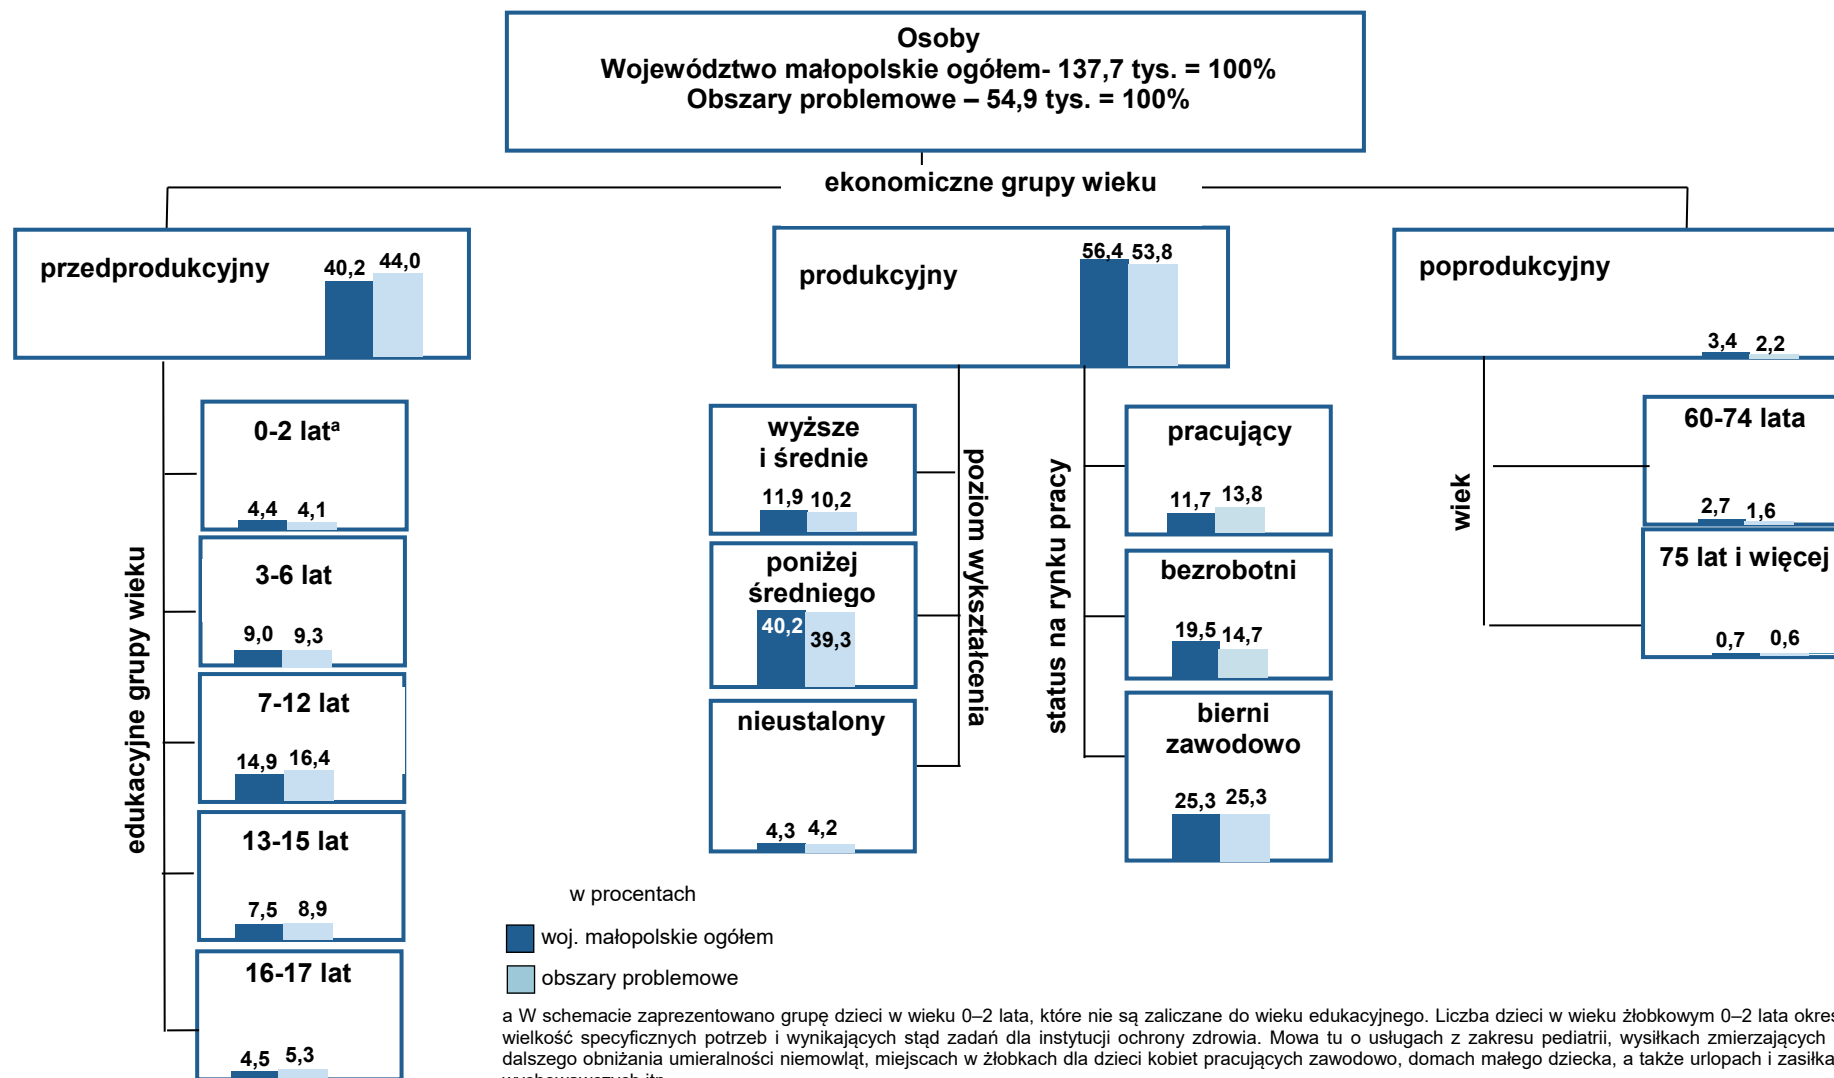 Osoby
Województwo małopolskie ogółem- 137,7 tys. = 100%
Obszary problemowe – 54,9 tys. = 100%
ekonomiczne grupy wieku
przedprodukcyjny
40,2 44,0
produkcyjny
56,4 53,8
poprodukcyjny
3,4 2,2
edukacyjne grupy wieku
0-2 latᵃ
4,4 4,1
3-6 lat
9,0 9,3
7-12 lat
14,9 16,4
13-15 lat
7,5 8,9
16-17 lat
4,5 5,3
poziom wykształcenia
wyższe
i średnie
11,9 10,2
poniżej
średniego
40,2 39,3
nieustalony
4,3 4,2
status na rynku pracy
pracujący
11,7 13,8
bezrobotni
19,5 14,7
bierni
zawodowo
25,3 25,3
wiek
60-74 lata
2,7 1,6
75 lat i więcej
0,7 0,6
w procentach
woj. małopolskie ogółem
obszary problemowe
a W schemacie zaprezentowano grupę dzieci w wieku 0–2 lata, które nie są zaliczane do wieku edukacyjnego. Liczba dzieci w wieku żłobkowym 0–2 lata okreś
wielkość specyficznych potrzeb i wynikających stąd zadań dla instytucji ochrony zdrowia. Mowa tu o usługach z zakresu pediatrii, wysiłkach zmierzających
dalszego obniżania umieralności niemowląt, miejscach w żłobkach dla dzieci kobiet pracujących zawodowo, domach małego dziecka, a także urlopach i zasiłka